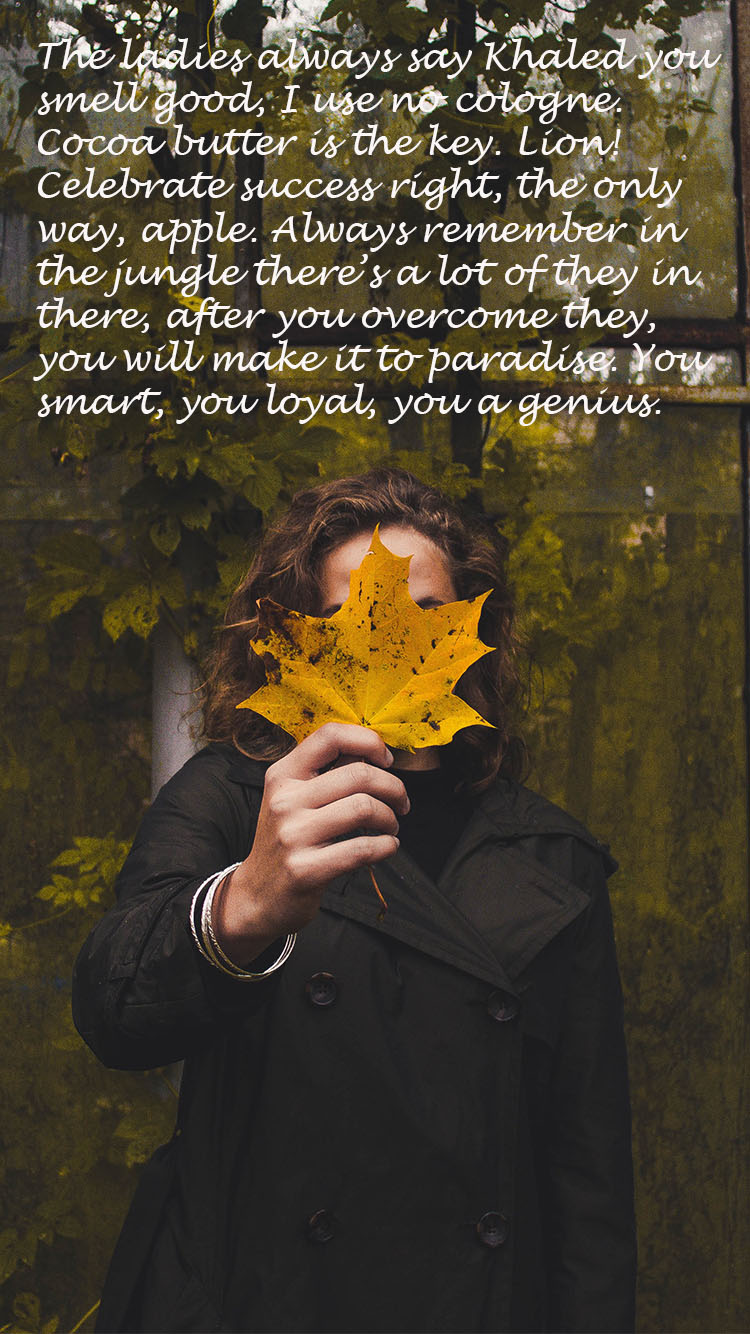 The ladies always say Khaled you
smell good, I use no cologne.
Cocoa butter is the key. Lion!
Celebrate success right, the only
way, apple. Always remember in
the jungle there’s a lot of they in
there, after you overcome they,
you will make it to paradise. You
smart, you loyal, you a genius.